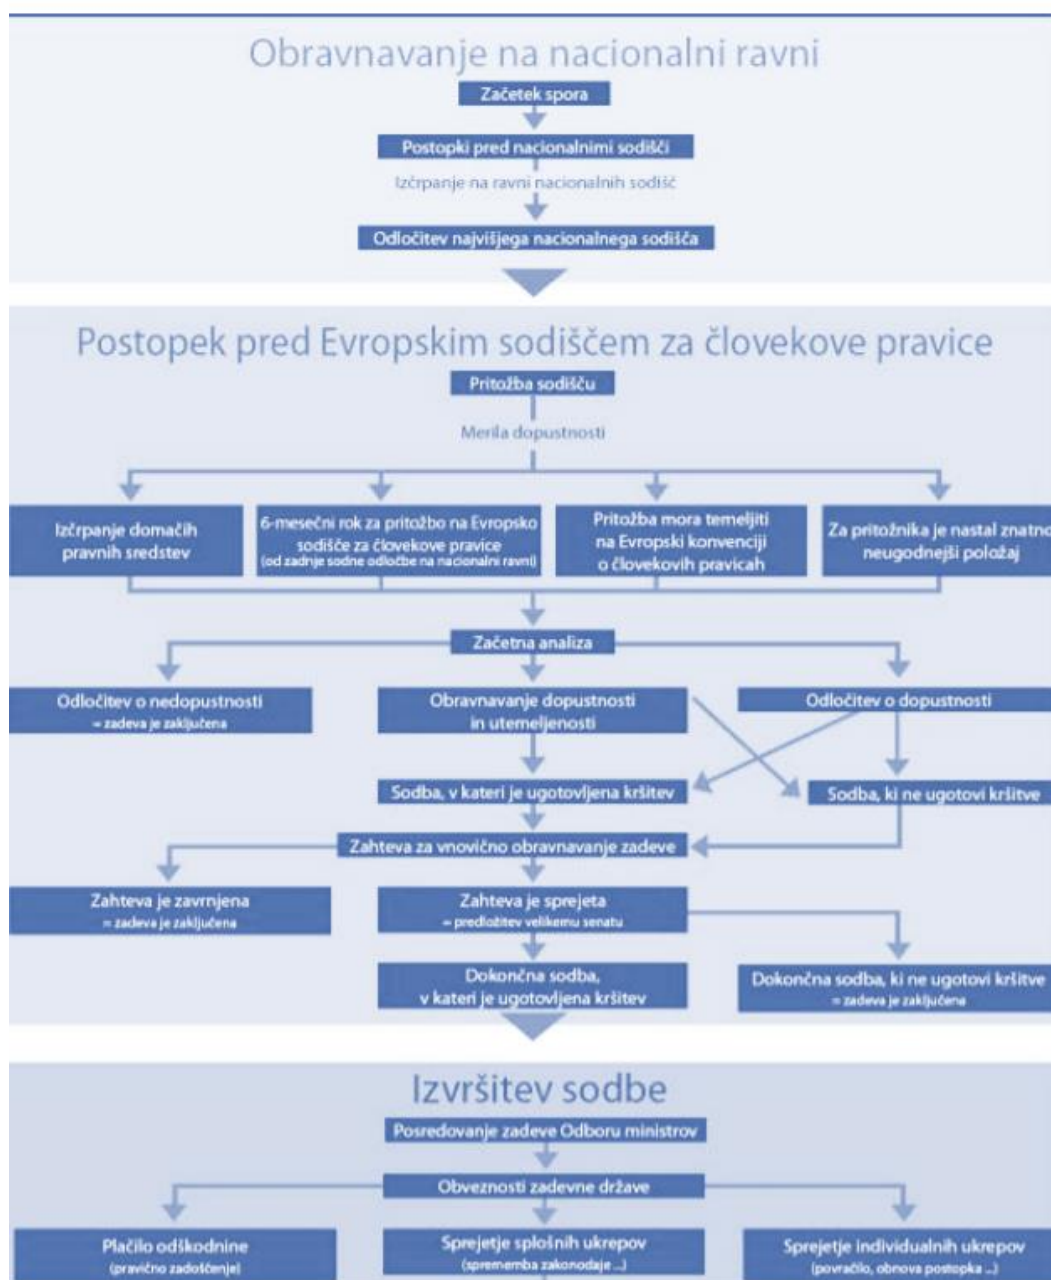 Obravnavanje na nacionalni ravni
Začetek spora
Postopki pred nacionalnimi sodišči
Izčrpanje na ravni nacionalnih sodišč
Odločitev najvišjega nacionalnega sodišča
Postopek pred Evropskim sodiščem za človekove pravice
Pritožba sodišču
Merila dopustnosti
Izčrpanje domačih
pravnih sredstev
6-mesečni rok za pritožbo na Evropsko
sodišče za človekove pravice
(od zadnje sodne odločbe na nacionalni ravni)
Pritožba mora temeljiti
na Evropski konvenciji
o človekovih pravicah
Za pritožnika je nastal znatno
neugodnejši položaj
Začetna analiza
Odločitev o nedopustnosti
= zadeva je zaključena
Obravnavanje dopustnosti
in utemeljenosti
Odločitev o dopustnosti
Sodba, v kateri je ugotovljena kršitev
Sodba, ki ne ugotovi kršitve
Zahteva za vnovično obravnavanje zadeve
Zahteva je zavrnjena
= zadeva je zaključena
Zahteva je sprejeta
= predložitev velikemu senatu
Dokončna sodba,
v kateri je ugotovljena kršitev
Dokončna sodba, ki ne ugotovi kršitve
= zadeva je zaključena
Izvršitev sodbe
Posredovanje zadeve Odboru ministrov
Obveznosti zadevne države
Plačilo odškodnine
(pravično zadoščenje)
Sprejetje splošnih ukrepov
(sprememba zakonodaje ...)
Sprejetje individualnih ukrepov
(povračilo, obnova postopka ...)